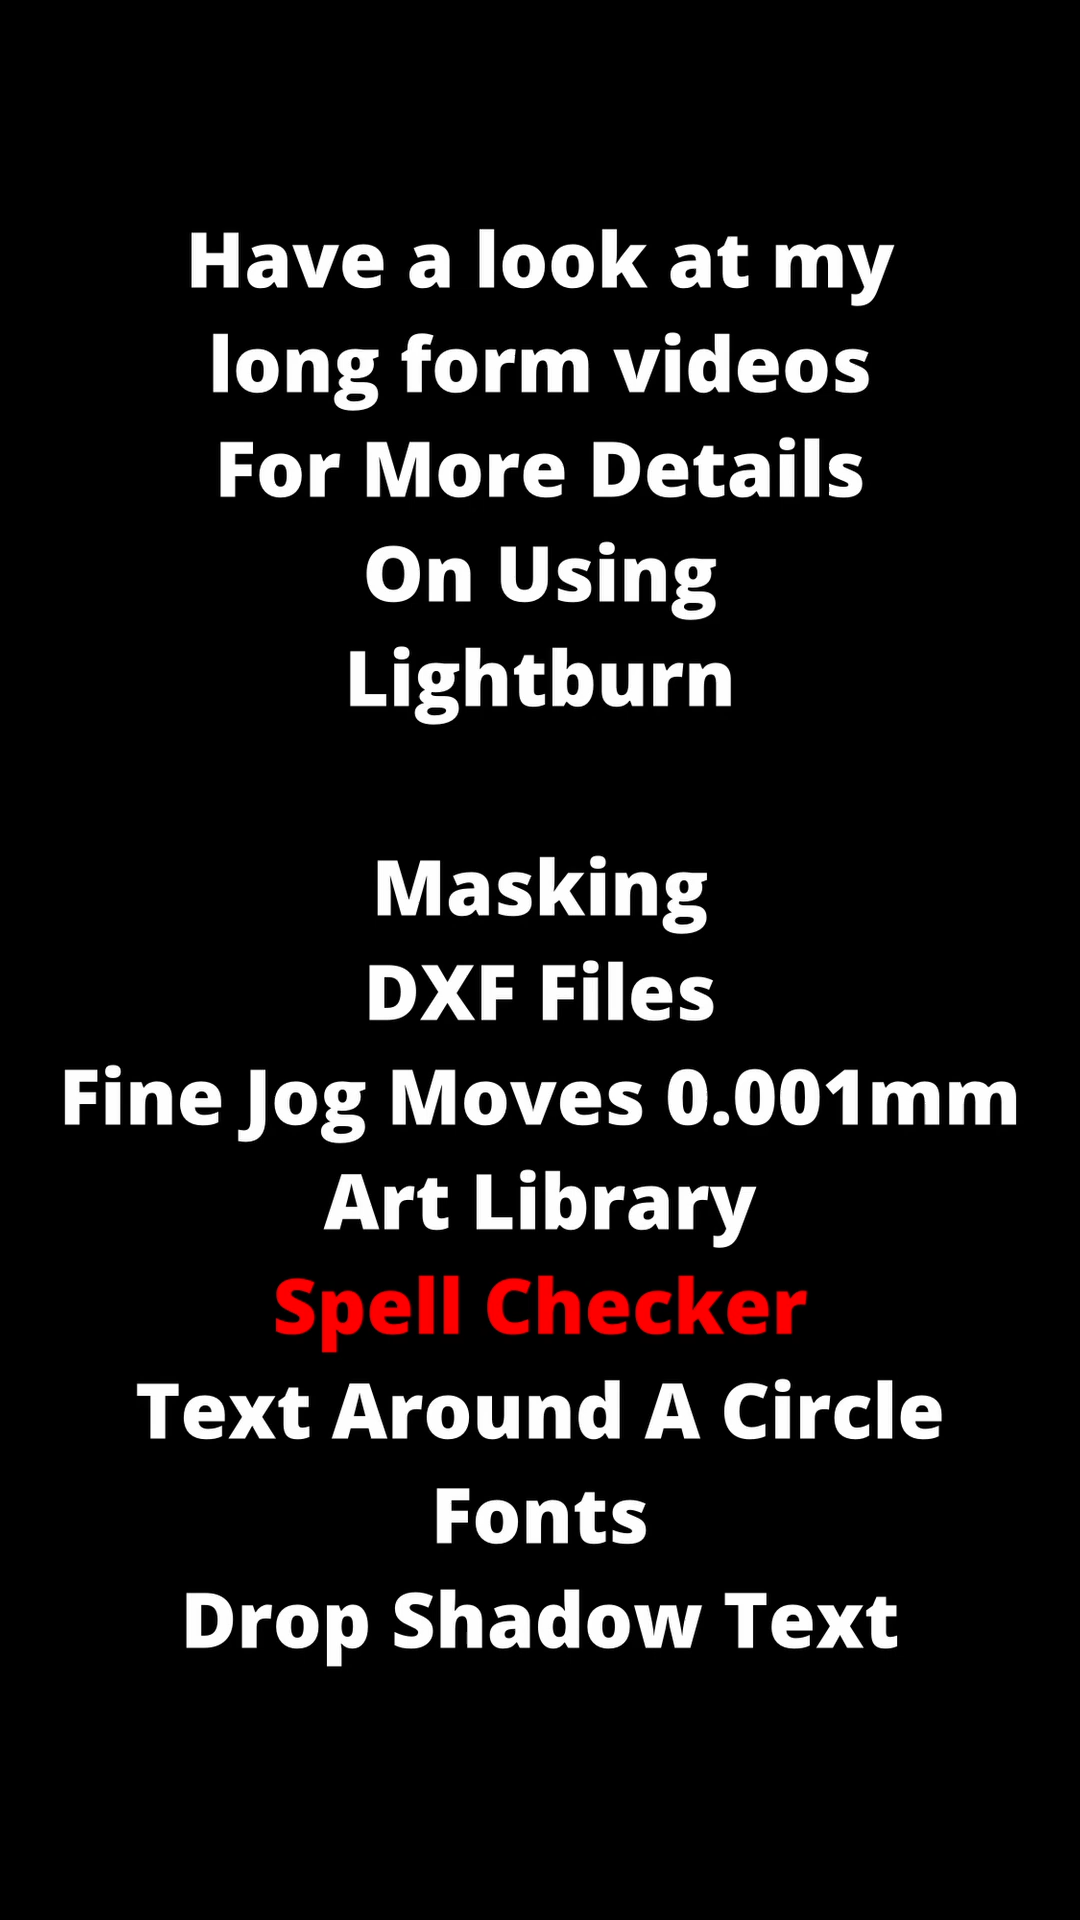 Have a look at my
long form videos
For More Details
On Using
Lightburn
Masking
DXF Files
Fine Jog Moves 0.001mm
Art Library
Spell Checker
Text Around A Circle
Fonts
Drop Shadow Text